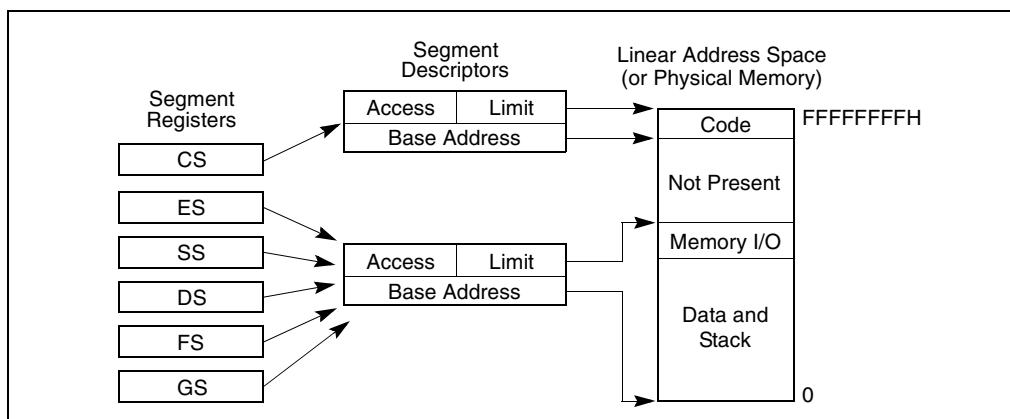 Segment
Registers
CS
ES
SS
DS
FS
GS
Segment
Descriptors
Access
Limit
Base Address
Access
Limit
Base Address
Linear Address Space
(or Physical Memory)
Code
FFFFFFFFH
Not Present
Memory I/O
Data and
Stack
0